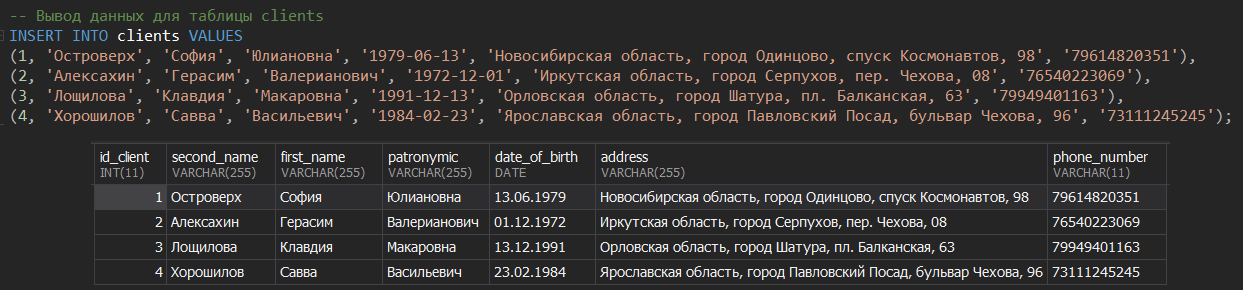 -- Вывод данных для таблицы clients
INSERT INTO clients VALUES
(1, 'Островерх', 'София', 'Юлиановна', '1979-06-13', 'Новосибирская область, город Одинцово, спуск Космонавтов, 98', '79614820351'),
(2, 'Алексахин', 'Герасим', 'Валерианович', '1972-12-01', 'Иркутская область, город Серпухов, пер. Чехова, 08', '76540223069'),
(3, 'Лощилова', 'Клавдия', 'Макаровна', '1991-12-13', 'Орловская область, город Шатура, пл. Балканская, 63', '79949401163'),
(4, 'Хорошилов', 'Савва', 'Васильевич', '1984-02-23', 'Ярославская область, город Павловский Посад, бульвар Чехова, 96', '73111245245');
id_client second_name first_name patronymic date_of_birth address phone_number
INT(11) VARCHAR(255) VARCHAR(255) VARCHAR(255) DATE VARCHAR(255) VARCHAR(11)
1 Островерх София Юлиановна 13.06.1979 Новосибирская область, город Одинцово, спуск Космонавтов, 98 79614820351
2 Алексахин Герасим Валерианович 01.12.1972 Иркутская область, город Серпухов, пер. Чехова, 08 76540223069
3 Лощилова Клавдия Макаровна 13.12.1991 Орловская область, город Шатура, пл. Балканская, 63 79949401163
4 Хорошилов Савва Васильевич 23.02.1984 Ярославская область, город Павловский Посад, бульвар Чехова, 96 73111245245